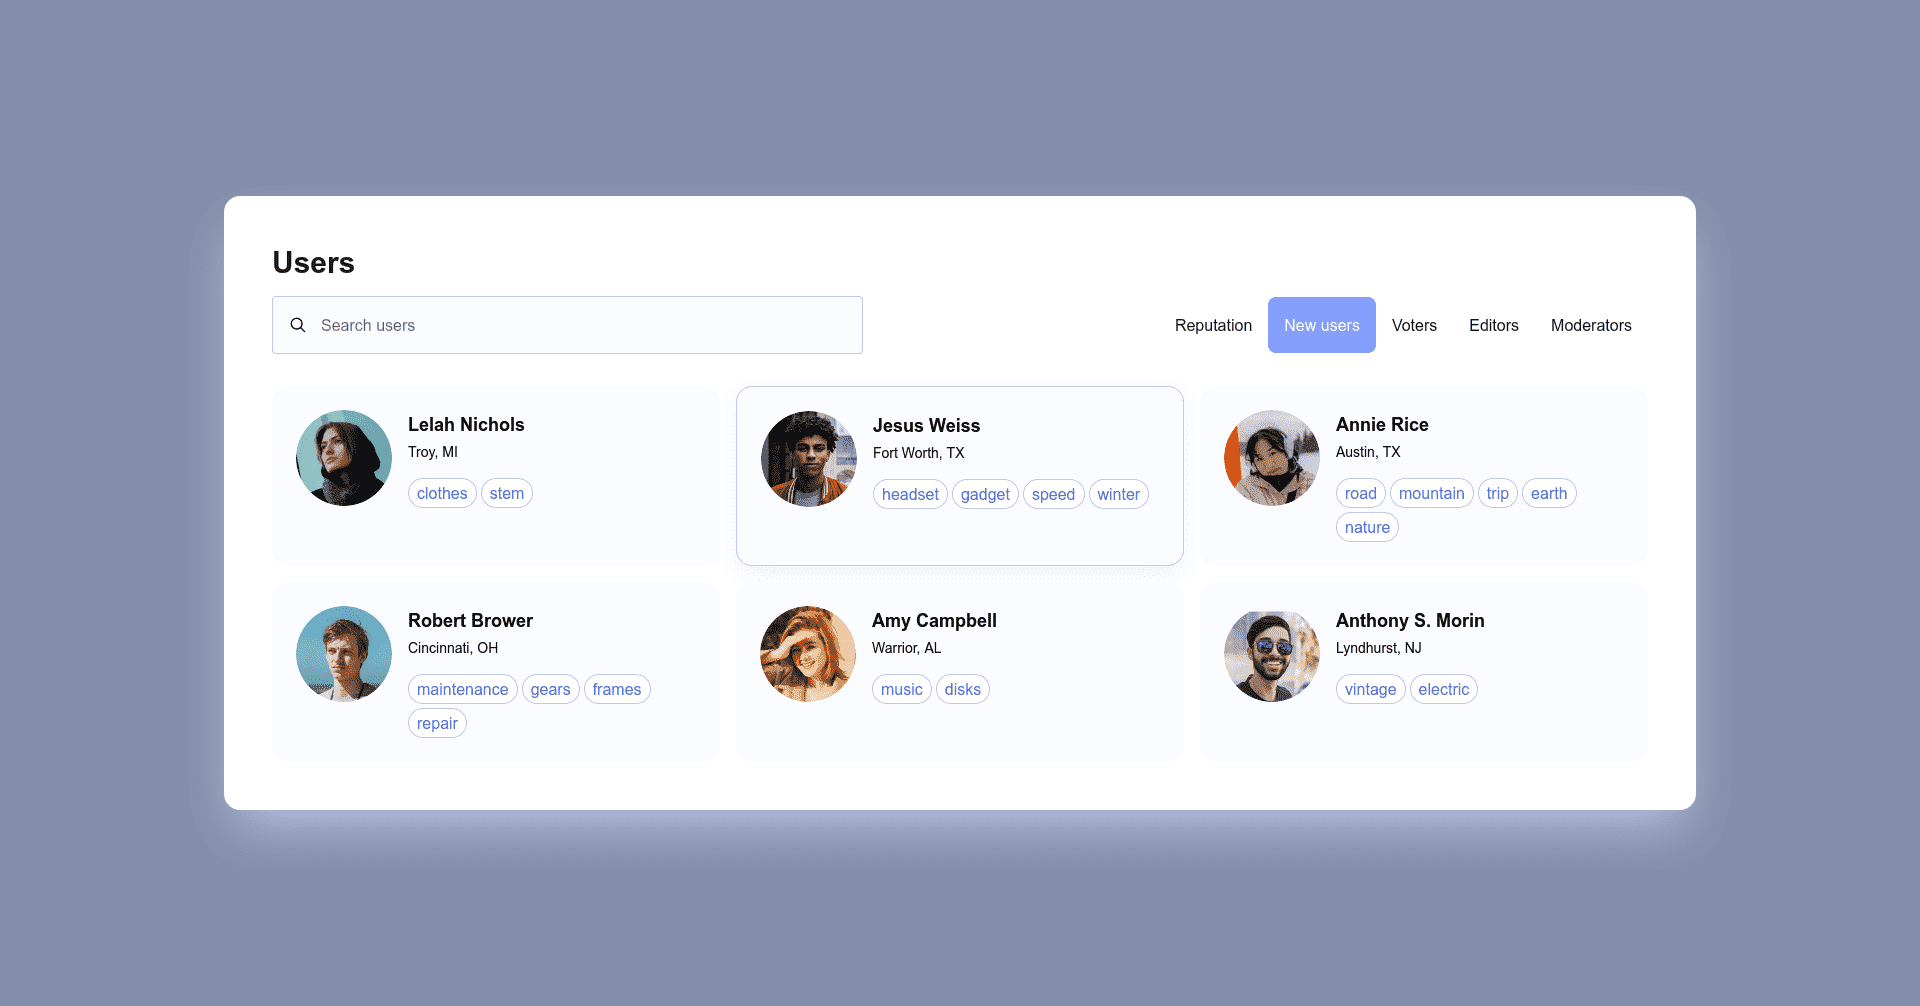 Users
Search users
Reputation New users Voters Editors Moderators
Lelah Nichols
Troy, MI
clothes stem
Jesus Weiss
Fort Worth, TX
headset gadget speed winter
Annie Rice
Austin, TX
road mountain trip earth
nature
Robert Brower
Cincinnati, OH
maintenance gears frames
repair
Amy Campbell
Warrior, AL
music disks
Anthony S. Morin
Lyndhurst, NJ
vintage electric